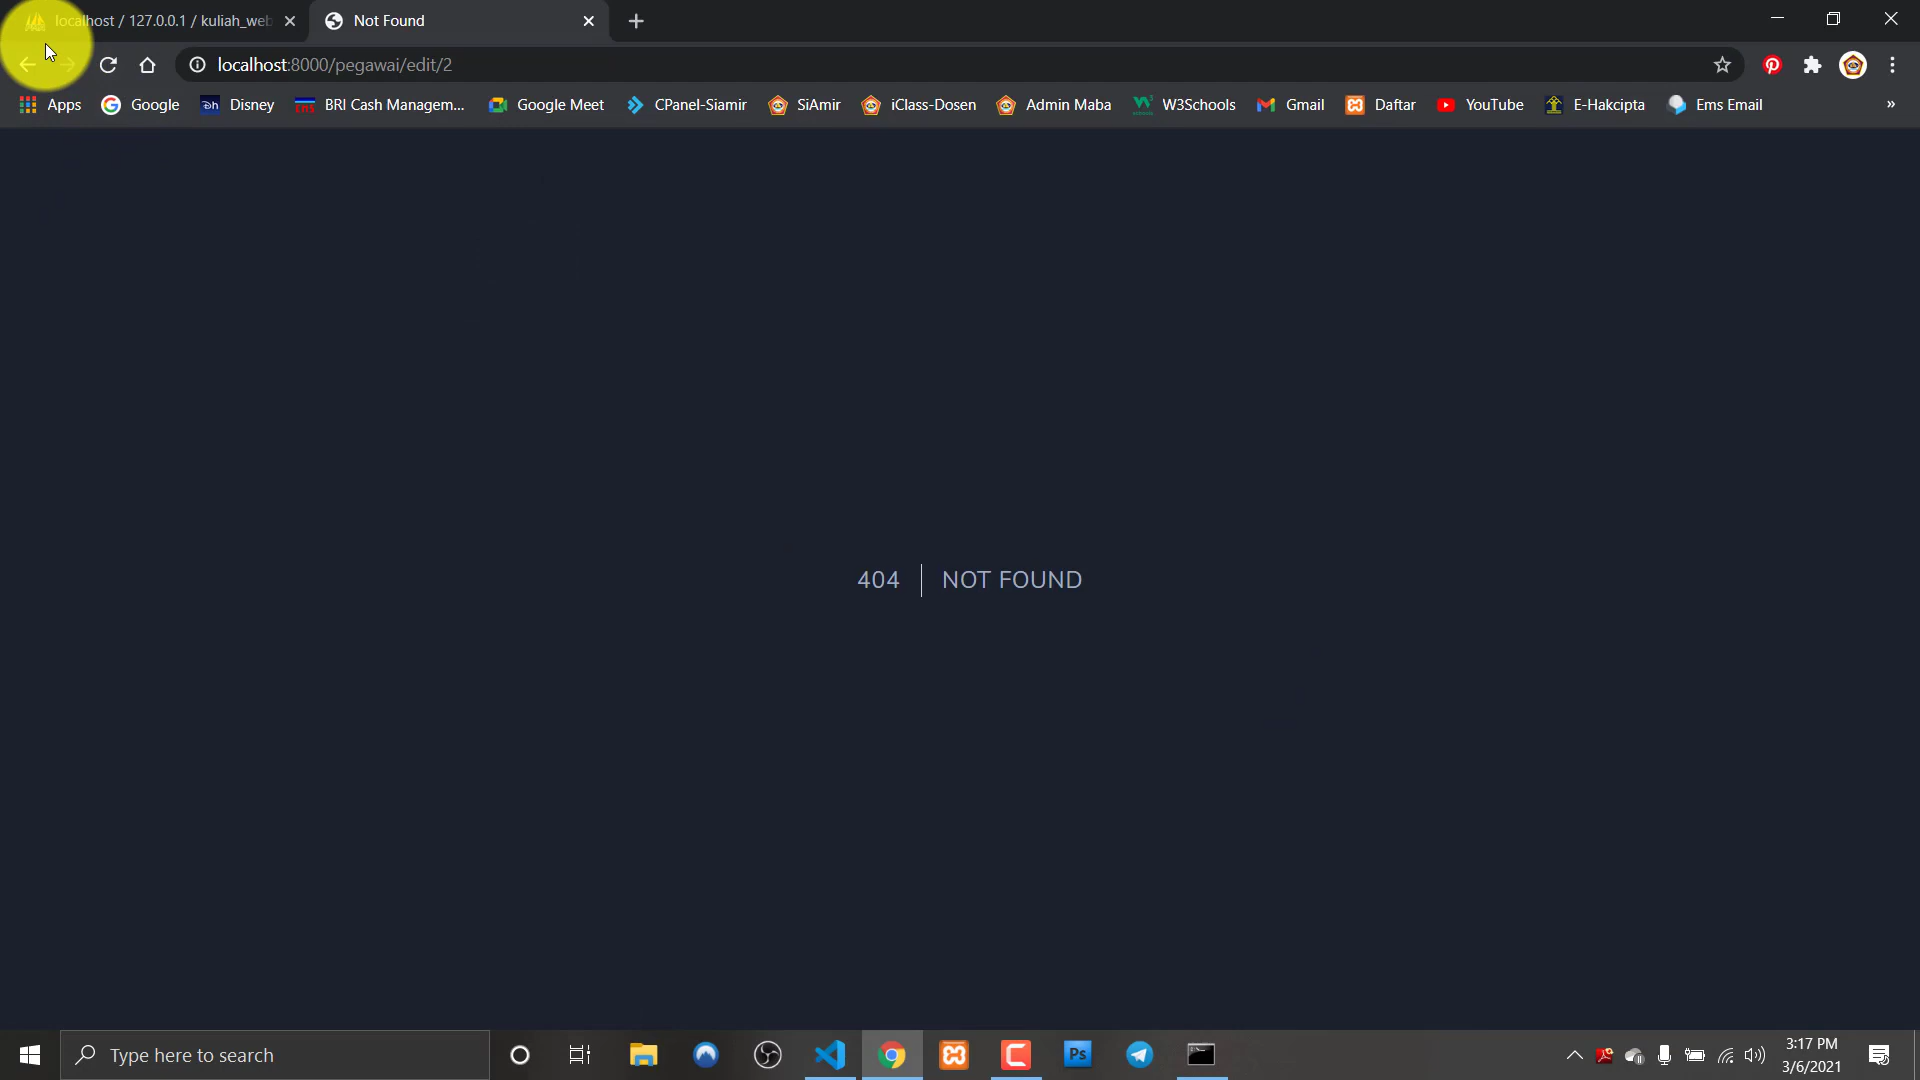 localhost / 127.0.0.1 / kuliah_web
Not Found
localhost:8000/pegawai/edit/2
Apps
Google
Disney
BRI Cash Managem...
Google Meet
CPanel-Siamir
SiAmir
iClass-Dosen
Admin Maba
W3Schools
Gmail
Daftar
YouTube
E-Hakcipta
Ems Email
»
404
NOT FOUND
Type here to search
Ps
3:17 PM
3/6/2021